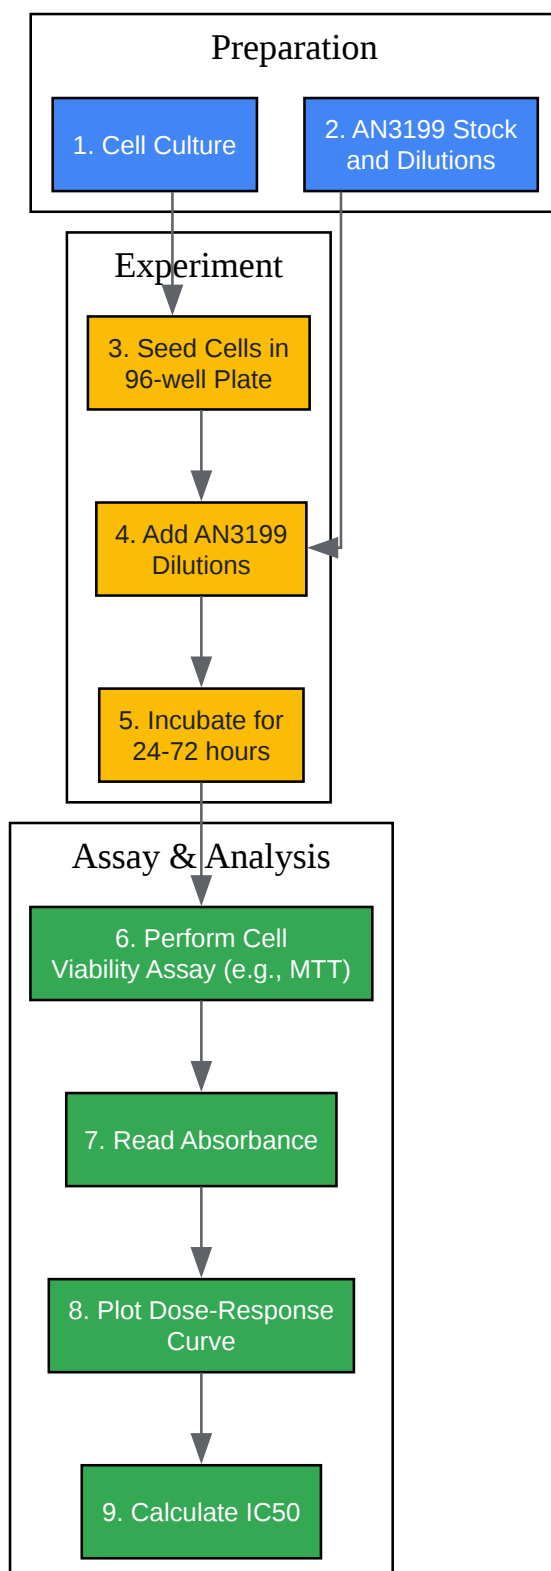 Preparation
1. Cell Culture
2. AN3199 Stock
and Dilutions
Experiment
3. Seed Cells in
96-well Plate
4. Add AN3199
Dilutions
5. Incubate for
24-72 hours
Assay & Analysis
6. Perform Cell
Viability Assay (e.g., MTT)
7. Read Absorbance
8. Plot Dose-Response
Curve
9. Calculate IC50